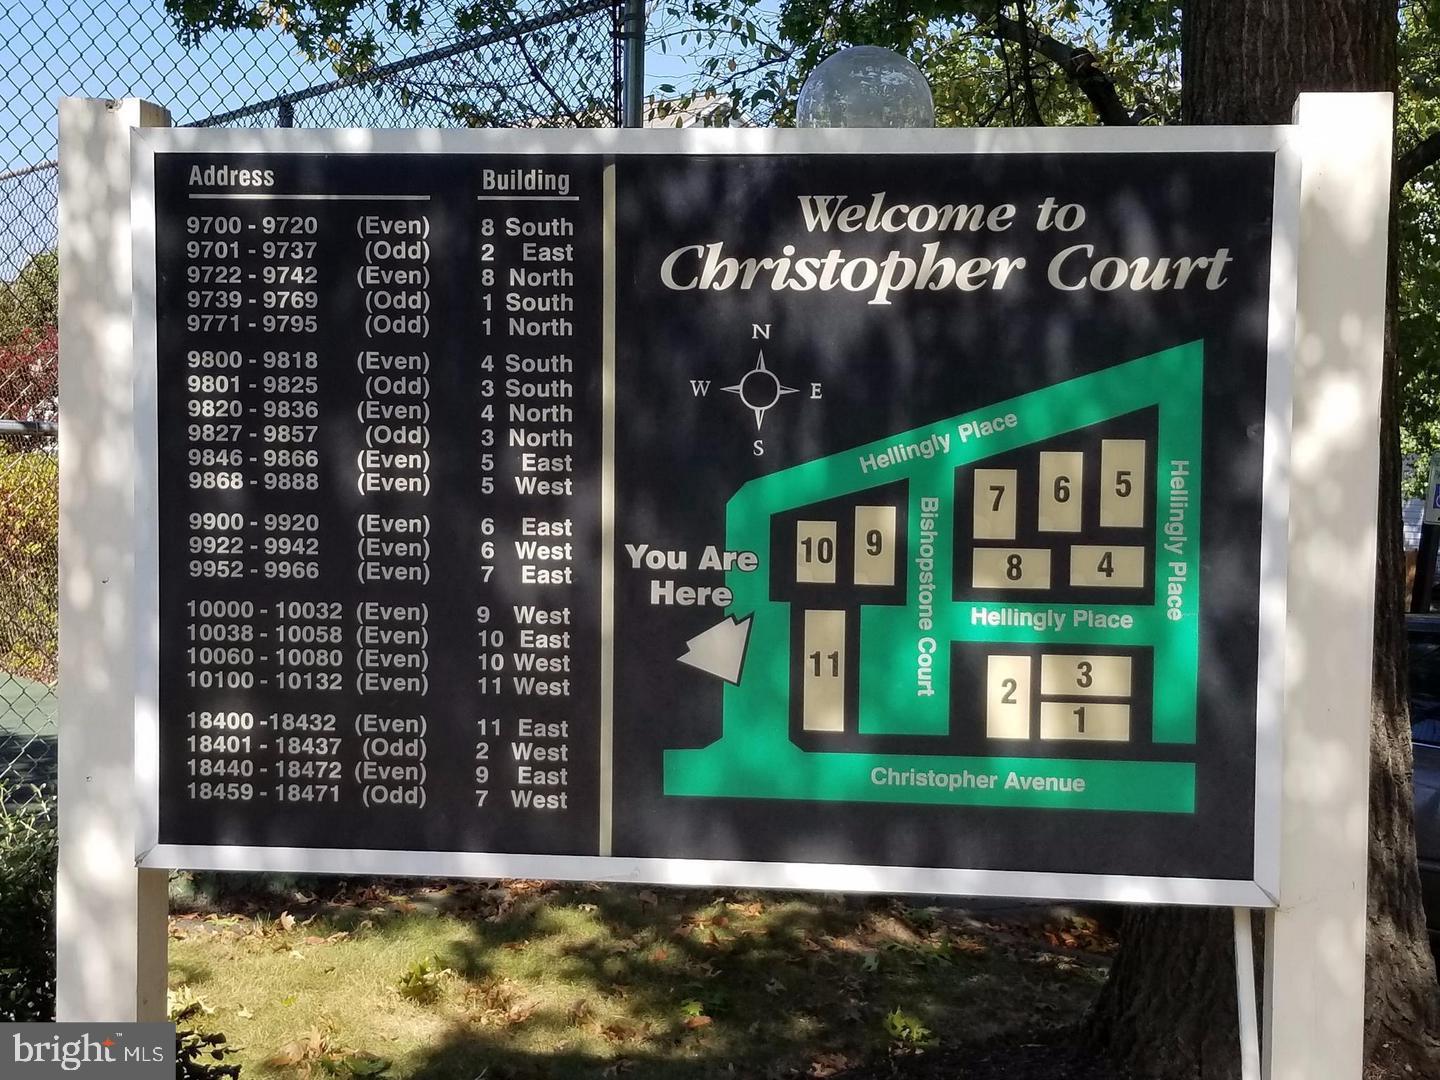 Address Building
9700 - 9720 (Even) 8 South
9701 - 9737 (Odd) 2 East
9722 - 9742 (Even) 8 North
9739 - 9769 (Odd) 1 South
9771 - 9795 (Odd) 1 North
9800 - 9818 (Even) 4 South
9801 - 9825 (Odd) 3 South
9820 - 9836 (Even) 4 North
9827 - 9857 (Odd) 3 North
9846 - 9866 (Even) 5 East
9868 - 9888 (Even) 5 West
9900 - 9920 (Even) 6 East
9922 - 9942 (Even) 6 West
9952 - 9966 (Even) 7 East
10000 - 10032 (Even) 9 West
10038 - 10058 (Even) 10 East
10060 - 10080 (Even) 10 West
10100 - 10132 (Even) 11 West
18400 -18432 (Even) 11 East
18401 - 18437 (Odd) 2 West
18440 - 18472 (Even) 9 East
18459 - 18471 (Odd) 7 West
Welcome to
Christopher Court
N
W E
S
Hellingly Place
Hellingly Place
Bishopstone Court
7 6 5
10 9
8 4
You Are
Here
Hellingly Place
11
2 3
1
Christopher Avenue
bright™ MLS